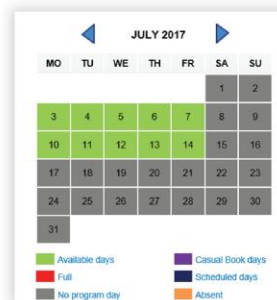 JULY 2017
MO TU WE TH FR SA SU
1 2
3 4 5 6 7 8 9
10 11 12 13 14 15 16
17 18 19 20 21 22 23
24 25 26 27 28 29 30
31
Available days Casual Book days
Full Scheduled days
No program day Absent